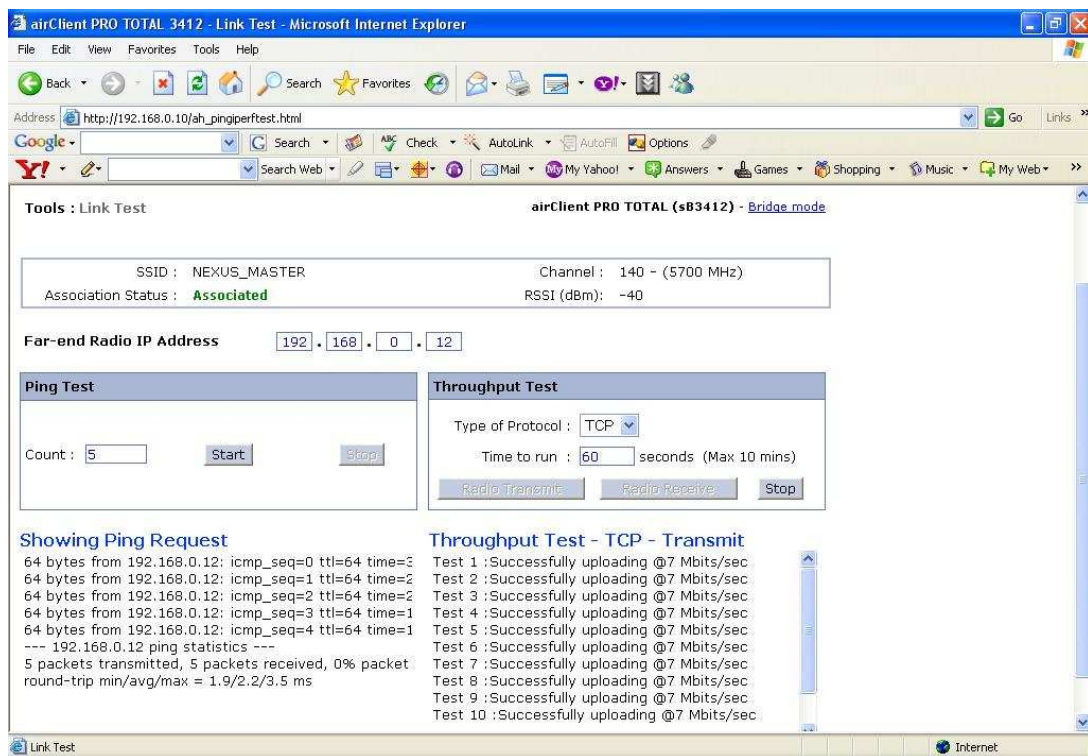 airClient PRO TOTAL 3412 - Link Test - Microsoft Internet Explorer
File Edit View Favorites Tools Help
Back Search Favorites
Address http://192.168.0.10/ah_pingiperftest.html Go Links »
Google Search ABC Check AutoLink AutoFill Options
Y! Search Web Mail My Yahoo! Answers Games Shopping Music My Web »
Tools : Link Test airClient PRO TOTAL (sB3412) - Bridge mode
SSID : NEXUS_MASTER Channel : 140 - (5700 MHz)
Association Status : Associated RSSI (dBm): -40
Far-end Radio IP Address 192 . 168 . 0 . 12
Ping Test
Count : 5 Start Stop
Throughput Test
Type of Protocol : TCP
Time to run : 60 seconds (Max 10 mins)
Radio Transmit Radio Receive Stop
Showing Ping Request
64 bytes from 192.168.0.12: icmp_seq=0 ttl=64 time=3
64 bytes from 192.168.0.12: icmp_seq=1 ttl=64 time=2
64 bytes from 192.168.0.12: icmp_seq=2 ttl=64 time=2
64 bytes from 192.168.0.12: icmp_seq=3 ttl=64 time=1
64 bytes from 192.168.0.12: icmp_seq=4 ttl=64 time=1
--- 192.168.0.12 ping statistics ---
5 packets transmitted, 5 packets received, 0% packet
round-trip min/avg/max = 1.9/2.2/3.5 ms
Throughput Test - TCP - Transmit
Test 1 :Successfully uploading @7 Mbits/sec
Test 2 :Successfully uploading @7 Mbits/sec
Test 3 :Successfully uploading @7 Mbits/sec
Test 4 :Successfully uploading @7 Mbits/sec
Test 5 :Successfully uploading @7 Mbits/sec
Test 6 :Successfully uploading @7 Mbits/sec
Test 7 :Successfully uploading @7 Mbits/sec
Test 8 :Successfully uploading @7 Mbits/sec
Test 9 :Successfully uploading @7 Mbits/sec
Test 10 :Successfully uploading @7 Mbits/sec
Link Test Internet